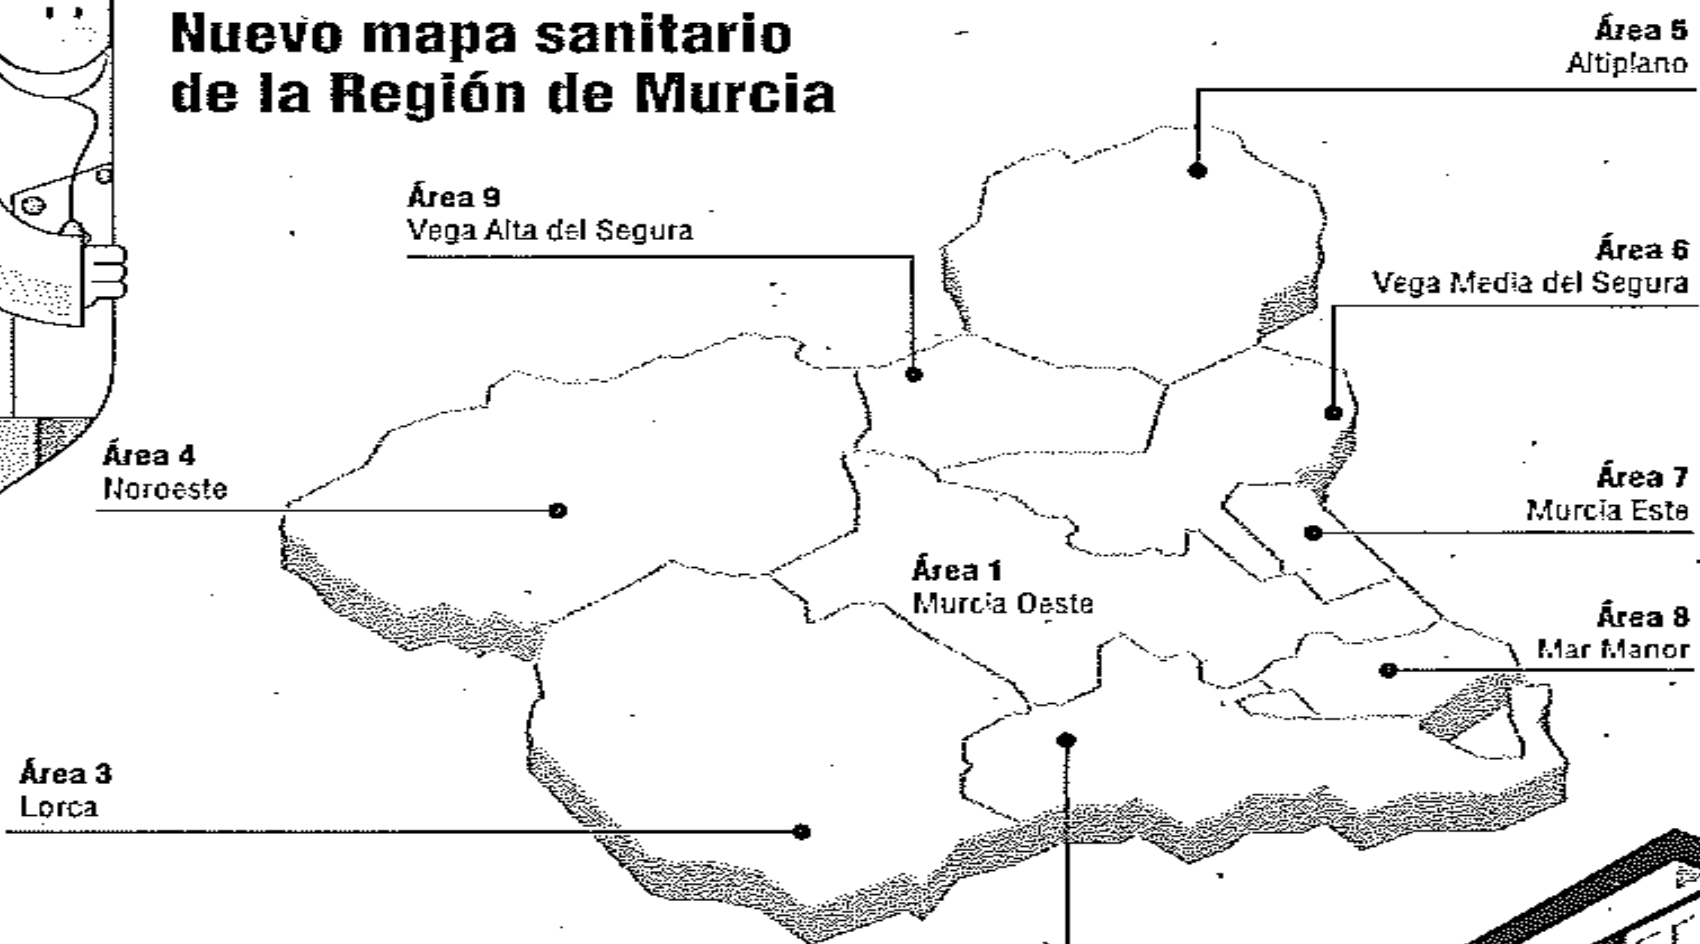 Nuevo mapa sanitario
de la Región de Murcia
Área 5
Altiplano
Área 9
Vega Alta del Segura
Área 6
Vega Media del Segura
Área 4
Noroeste
Área 7
Murcia Este
Área 1
Murcia Oeste
Área 8
Mar Manor
Área 3
Lorca